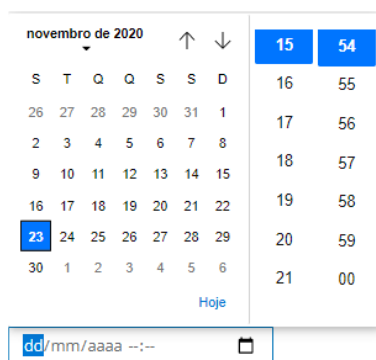 novembro de 2020
S T Q Q S S D
26 27 28 29 30 31 1
2 3 4 5 6 7 8
9 10 11 12 13 14 15
16 17 18 19 20 21 22
23 24 25 26 27 28 29
30 1 2 3 4 5 6
Hoje
15 54
16 55
17 56
18 57
19 58
20 59
21 00
dd/mm/aaaa --:--